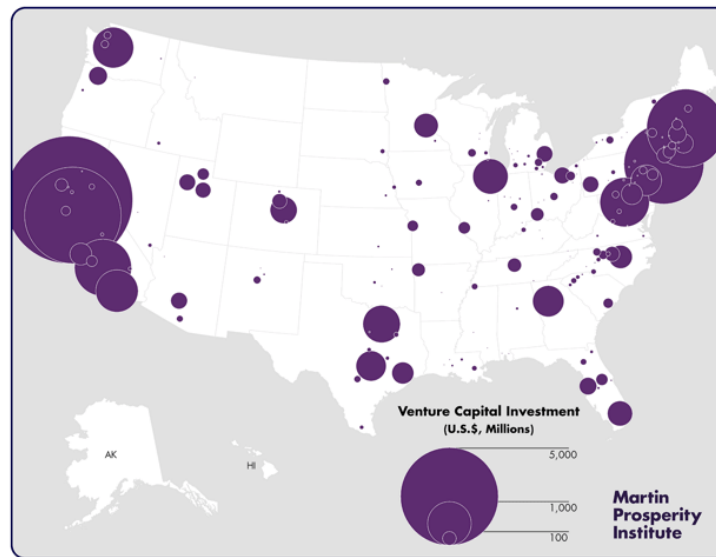 AK
HI
Venture Capital Investment
(U.S.$, Millions)
5,000
1,000
100
Martin
Prosperity
Institute